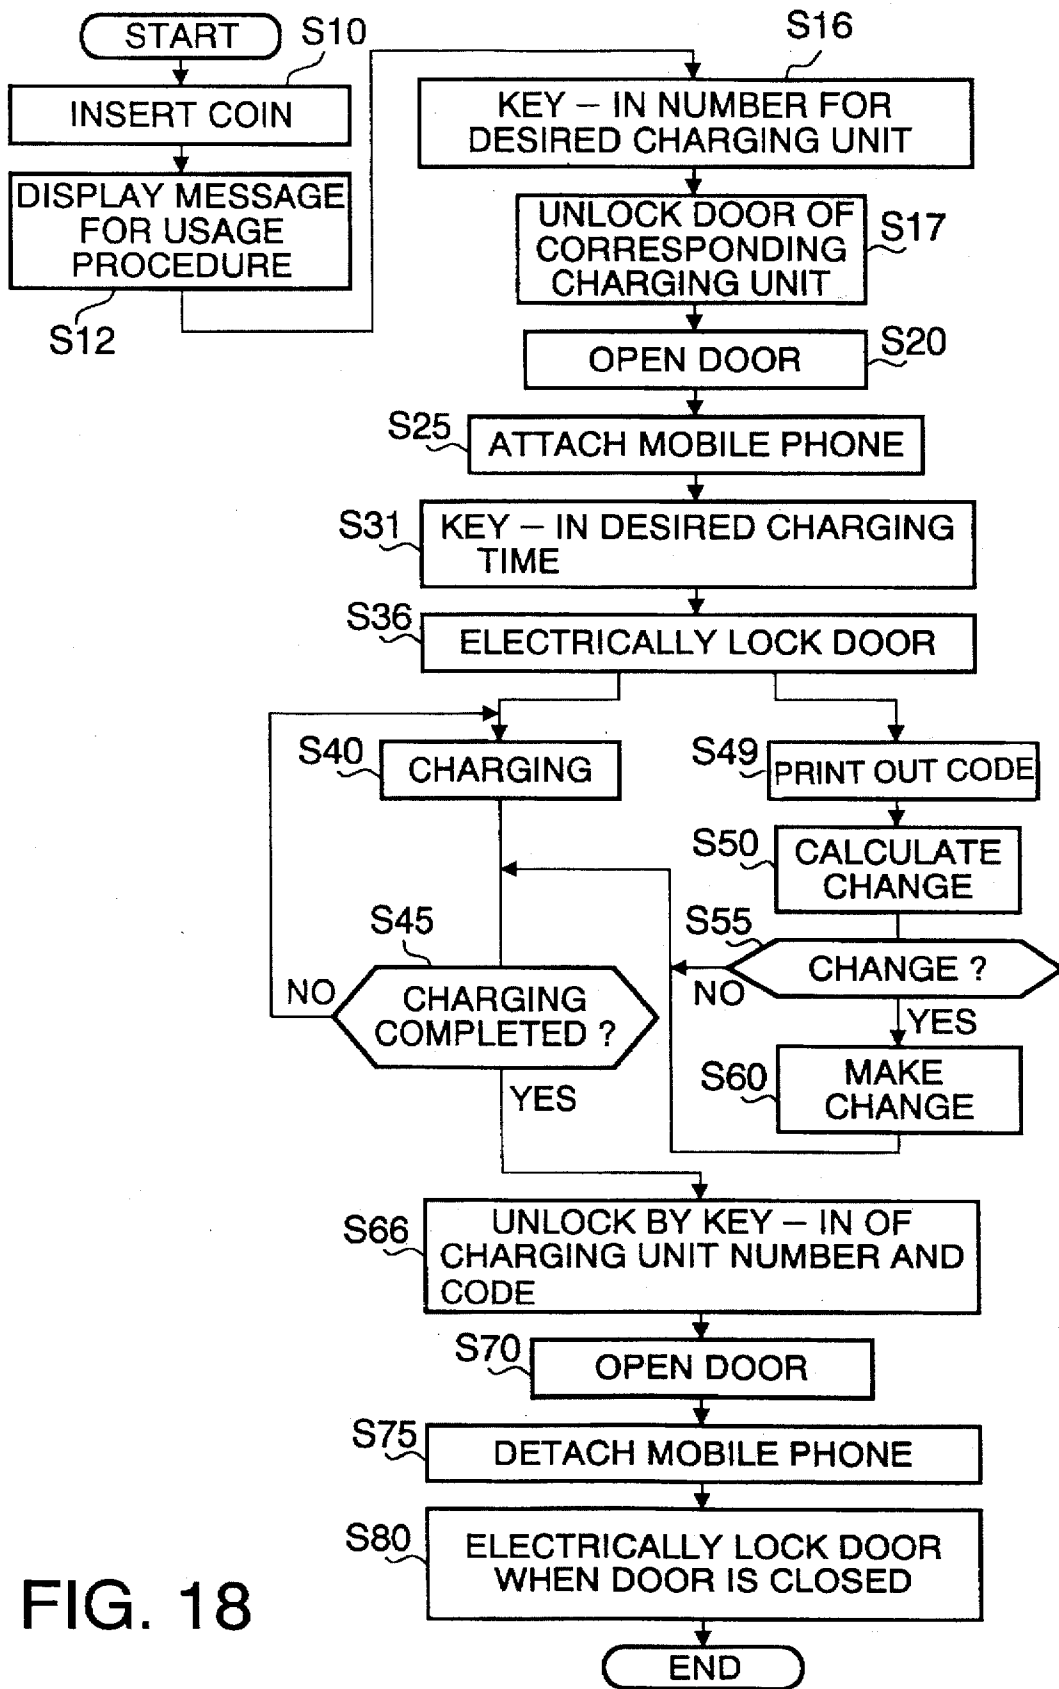 START
S10
INSERT COIN
DISPLAY MESSAGE
FOR USAGE
PROCEDURE
S12
S16
KEY – IN NUMBER FOR
DESIRED CHARGING UNIT
UNLOCK DOOR OF
CORRESPONDING
CHARGING UNIT
S17
OPEN DOOR
S20
S25
ATTACH MOBILE PHONE
S31
KEY – IN DESIRED CHARGING
TIME
S36
ELECTRICALLY LOCK DOOR
S40
CHARGING
S49
PRINT OUT CODE
S50
CALCULATE
CHANGE
S55
CHANGE ?
NO
YES
S60
MAKE
CHANGE
S45
CHARGING
COMPLETED ?
NO
YES
S66
UNLOCK BY KEY – IN OF
CHARGING UNIT NUMBER AND
CODE
S70
OPEN DOOR
S75
DETACH MOBILE PHONE
S80
ELECTRICALLY LOCK DOOR
WHEN DOOR IS CLOSED
END
FIG. 18